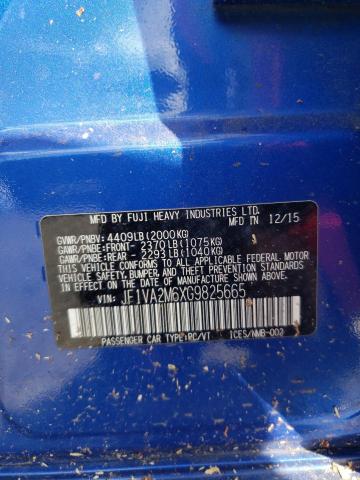 MFD BY FUJI HEAVY INDUSTRIES LTD.
MFD TN 12/15
GVWR/PNBV: 4409LB(2000KG)
GAWR/PNBE:FRONT- 2370LB(1075KG)
GAWR/PNBE:REAR- 2293LB(1040KG)
THIS VEHICLE CONFORMS TO ALL APPLICABLE FEDERAL MOTOR
VEHICLE SAFETY, BUMPER, AND THEFT PREVENTION STANDARDS
IN EFFECT ON THE DATE OF MANUFACTURE SHOWN ABOVE.
VIN: JF1VA2M6XG9825665
PASSENGER CAR TYPE:RC/VT ICES/NMB-002